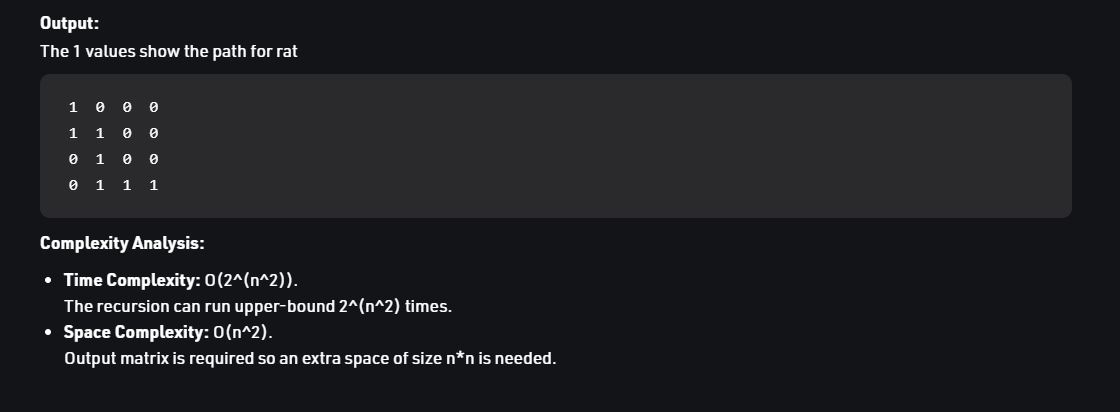 Output:
The 1 values show the path for rat
1 0 0 0
1 1 0 0
0 1 0 0
0 1 1 1
Complexity Analysis:
• Time Complexity: O(2^(n^2)).
The recursion can run upper-bound 2^(n^2) times.
• Space Complexity: O(n^2).
Output matrix is required so an extra space of size n*n is needed.